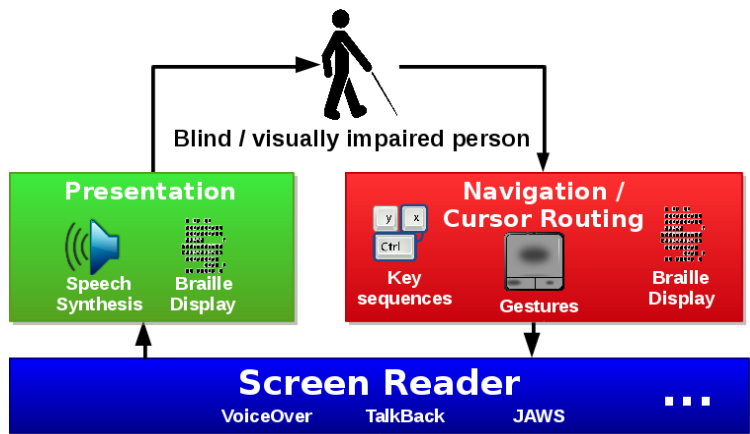 Blind / visually impaired person
Presentation
Speech
Synthesis
Braille
Display
Navigation /
Cursor Routing
y
x
Ctrl
Key
sequences
Gestures
Braille
Display
Screen Reader
...
VoiceOver
TalkBack
JAWS